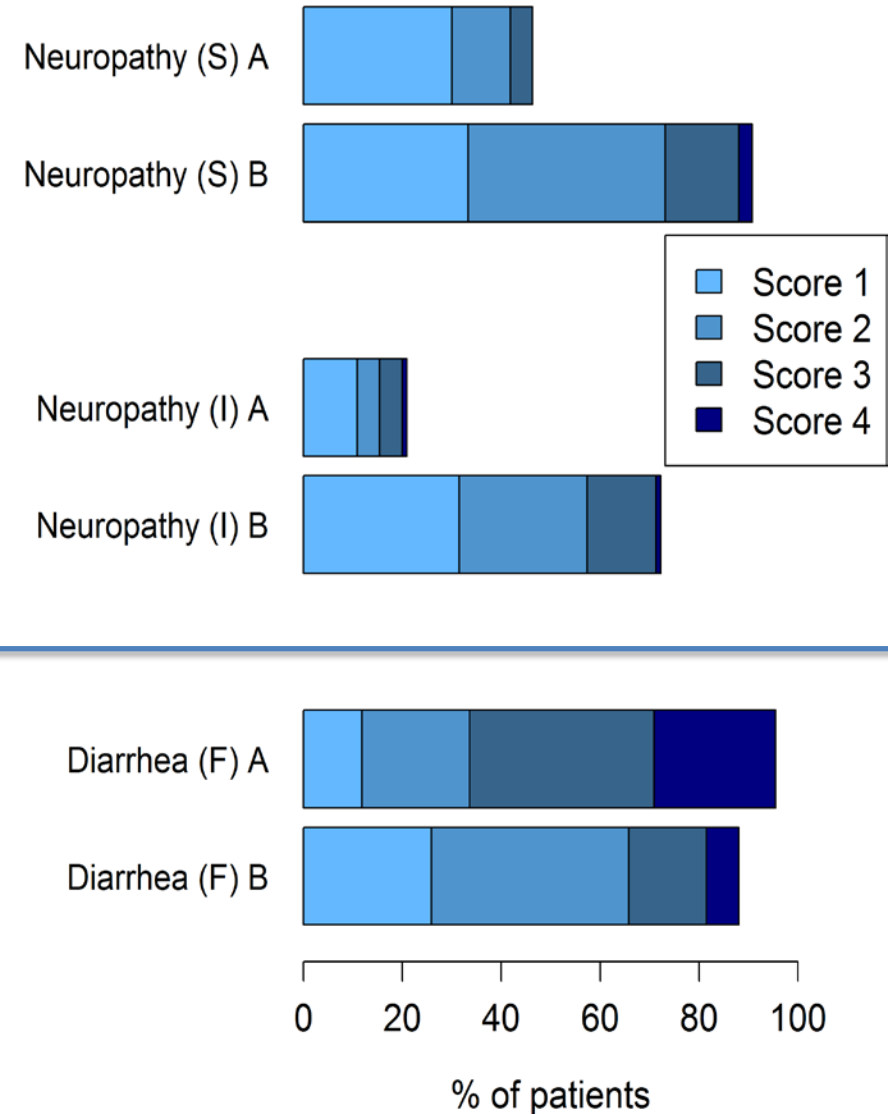 Neuropathy (S) A
Neuropathy (S) B
Score 1
Score 2
Score 3
Score 4
Neuropathy (I) A
Neuropathy (I) B
Diarrhea (F) A
Diarrhea (F) B
0 20 40 60 80 100
% of patients